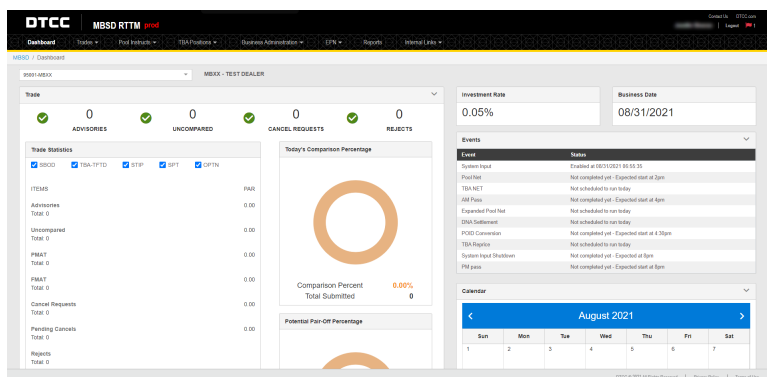 Contact Us DTCC.com
DTCC MBSD RTTM prod
Logout
Dashboard Trades Pool Instructs TBA Positions Business Administration EPN Reports Internal Links
MBSD / Dashboard
MBXX - TEST DEALER
Trade
0 0 0 0
ADVISORIES UNCOMPARED CANCEL REQUESTS REJECTS
Trade Statistics
SBOD TBA-TFTD STIP SPT OPTN
ITEMS PAR
Advisories 0.00
Total: 0
Uncompared 0.00
Total: 0
PMAT 0.00
Total: 0
FMAT 0.00
Total: 0
Cancel Requests 0.00
Total: 0
Pending Cancels 0.00
Total: 0
Rejects
Total: 0
Today's Comparison Percentage
Comparison Percent 0.00%
Total Submitted 0
Potential Pair-Off Percentage
Investment Rate
0.05%
Business Date
08/31/2021
Events
Event Status
System Input Enabled at 08/31/2021 06:55:35
Pool Net Not completed yet - Expected start at 2pm
TBA NET Not scheduled to run today
AM Pass Not completed yet - Expected start at 4pm
Expanded Pool Net Not scheduled to run today
DNA Settlement Not scheduled to run today
POID Conversion Not completed yet - Expected start at 4:30pm
TBA Reprice Not scheduled to run today
System Input Shutdown Not completed yet - Expected at 8pm
PM pass Not completed yet - Expected start at 8pm
Calendar
August 2021
Sun Mon Tue Wed Thu Fri Sat
1 2 3 4 5 6 7